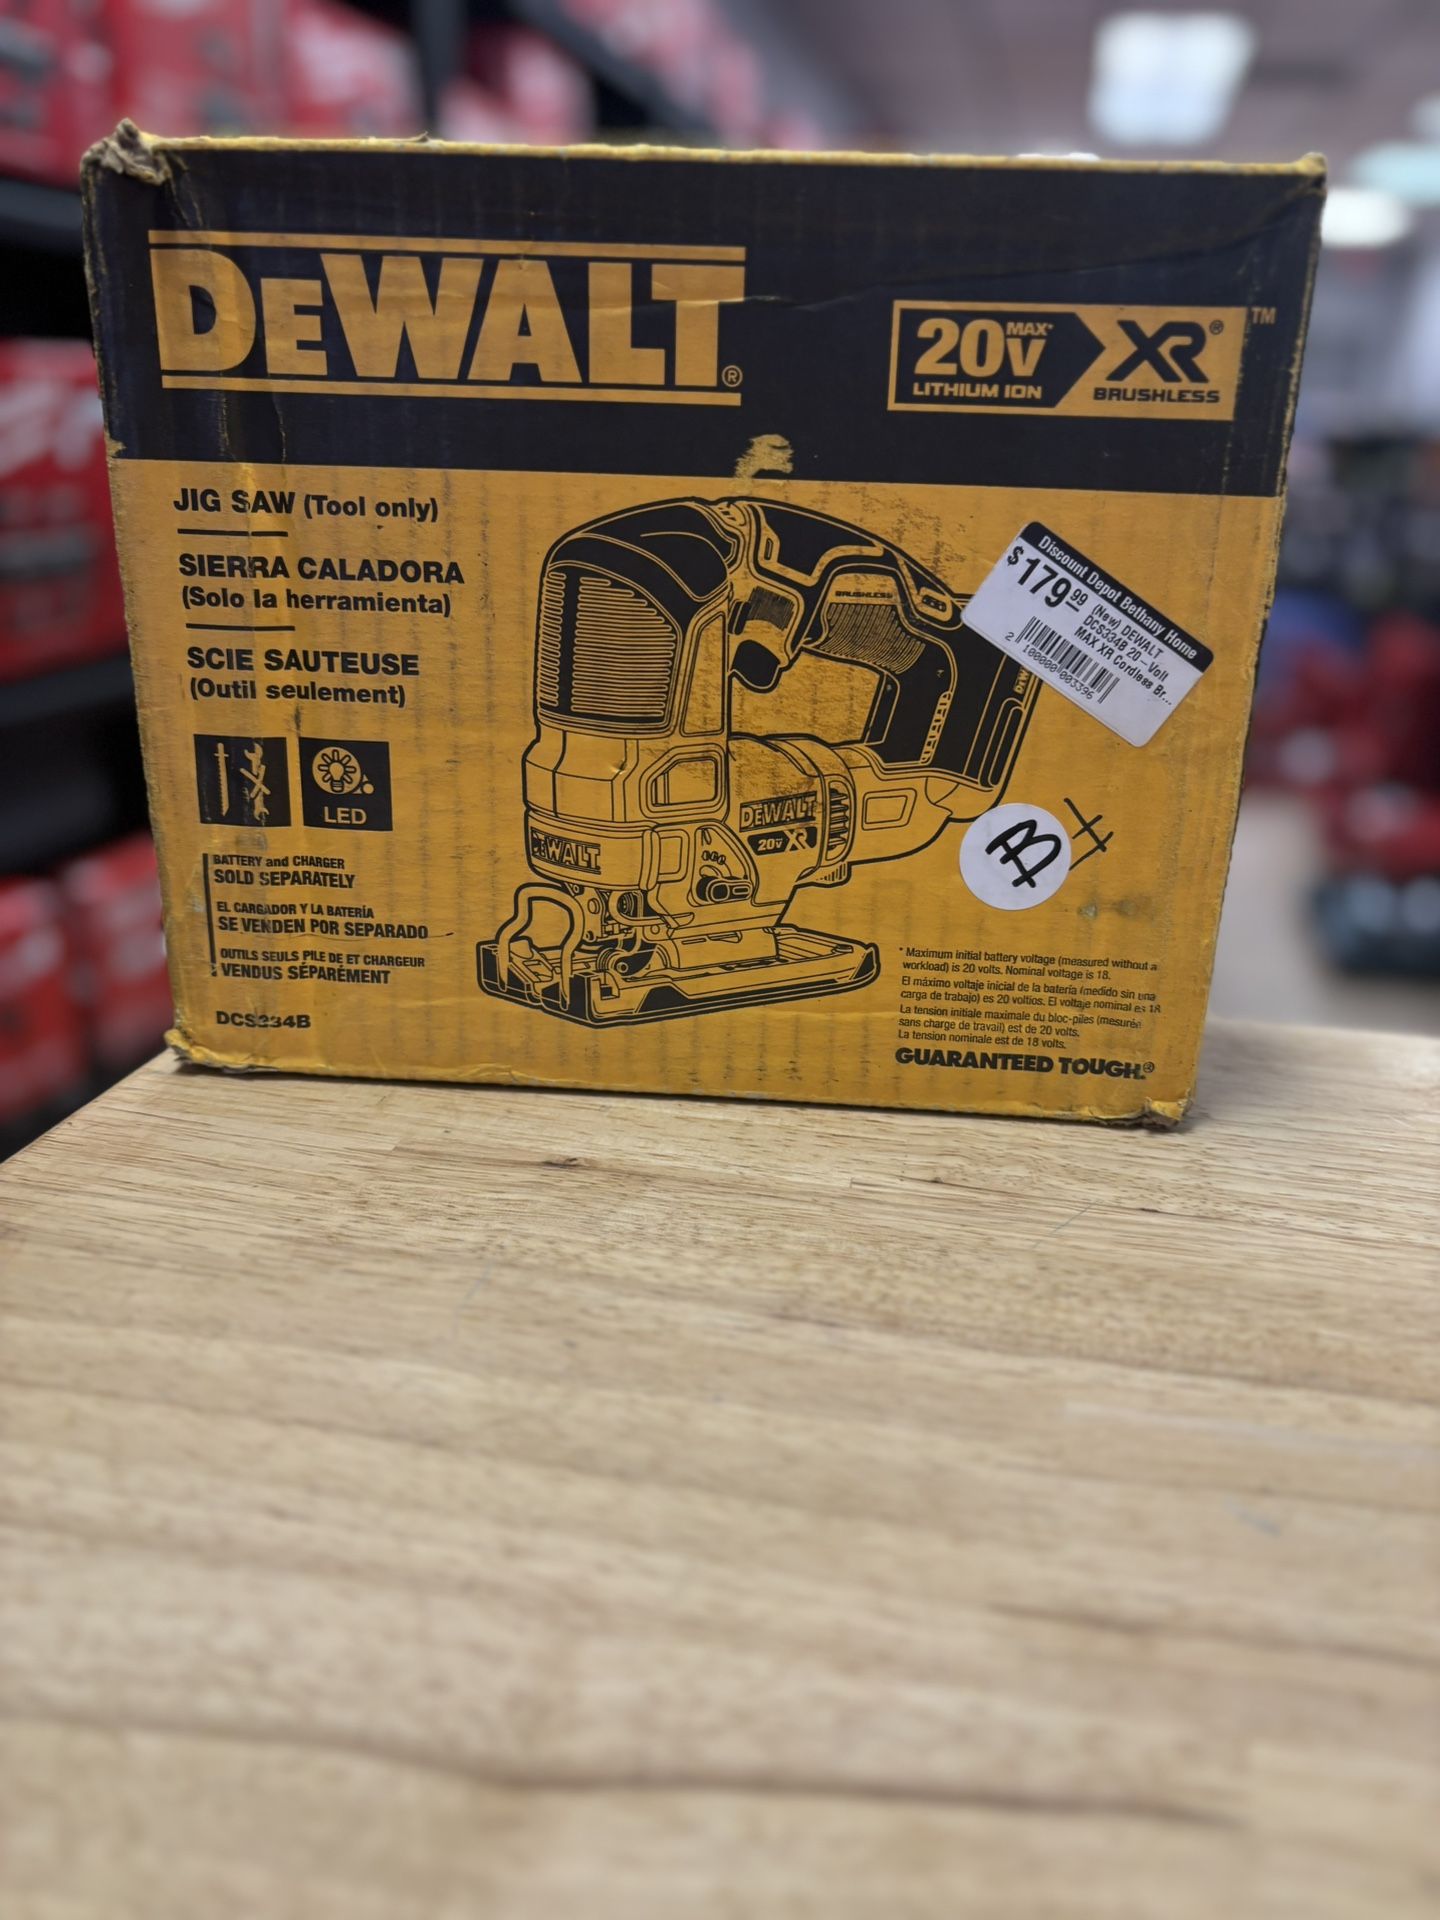 DEWALT®
20V MAX* XR® ™
LITHIUM ION BRUSHLESS
JIG SAW (Tool only)
SIERRA CALADORA
(Solo la herramienta)
SCIE SAUTEUSE
(Outil seulement)
LED
BATTERY and CHARGER
SOLD SEPARATELY
EL CARGADOR Y LA BATERÍA
SE VENDEN POR SEPARADO
OUTILS SEULS PILE DE ET CHARGEUR
VENDUS SÉPARÉMENT
DCS334B
BRUSHLESS
DEWALT
20V XR
DEWALT
Discount Depot Bethany Home
$179.99
(New) DEWALT
DCS334B 20-Volt
MAX XR Cordless Br...
2 100000 003396
B
* Maximum initial battery voltage (measured without a
workload) is 20 volts. Nominal voltage is 18.
El máximo voltaje inicial de la batería (medido sin una
carga de trabajo) es 20 voltios. El voltaje nominal es 18
La tension initiale maximale du bloc-piles (mesurée
sans charge de travail) est de 20 volts.
La tension nominale est de 18 volts.
GUARANTEED TOUGH.®